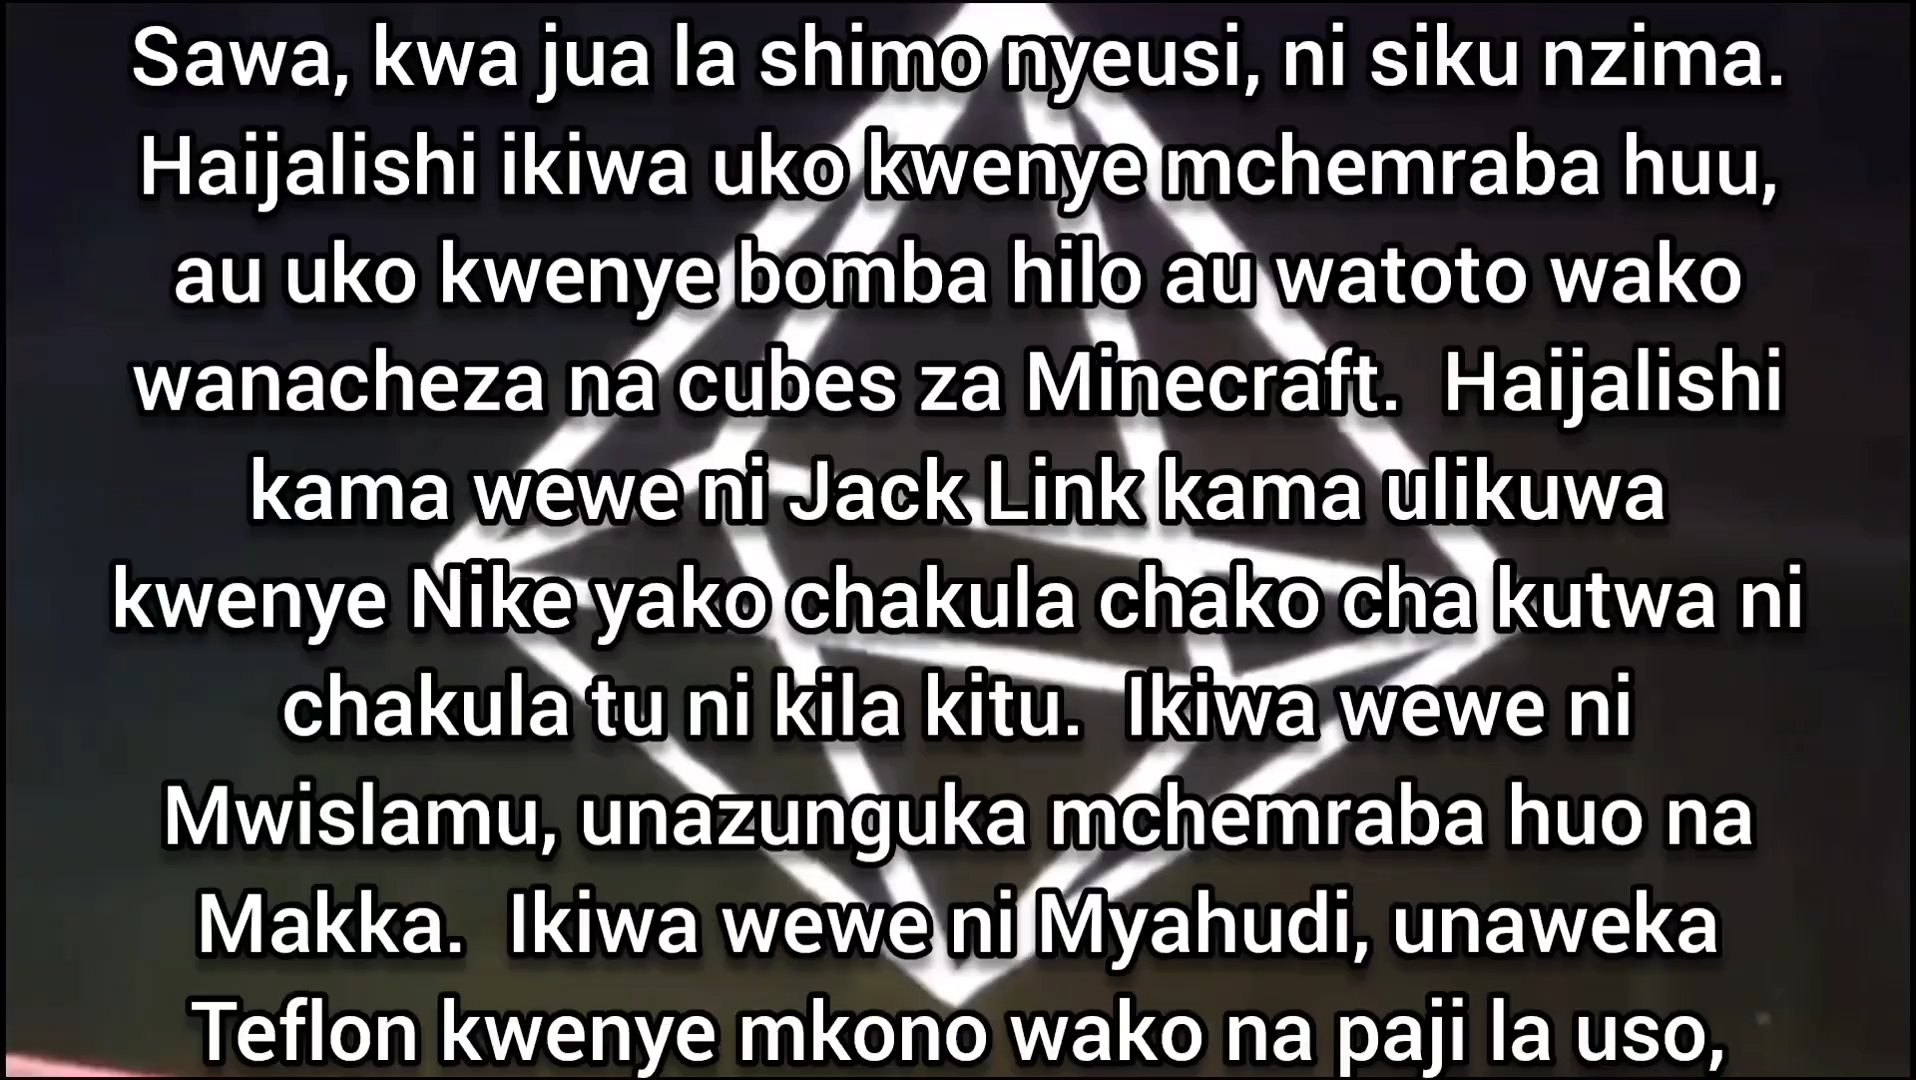 Sawa, kwa jua la shimo nyeusi, ni siku nzima.
Haijalishi ikiwa uko kwenye mchemraba huu,
au uko kwenye bomba hilo au watoto wako
wanacheza na cubes za Minecraft. Haijalishi
kama wewe ni Jack Link kama ulikuwa
kwenye Nike yako chakula chako cha kutwa ni
chakula tu ni kila kitu. Ikiwa wewe ni
Mwislamu, unazunguka mchemraba huo na
Makka. Ikiwa wewe ni Myahudi, unaweka
Teflon kwenye mkono wako na paji la uso,